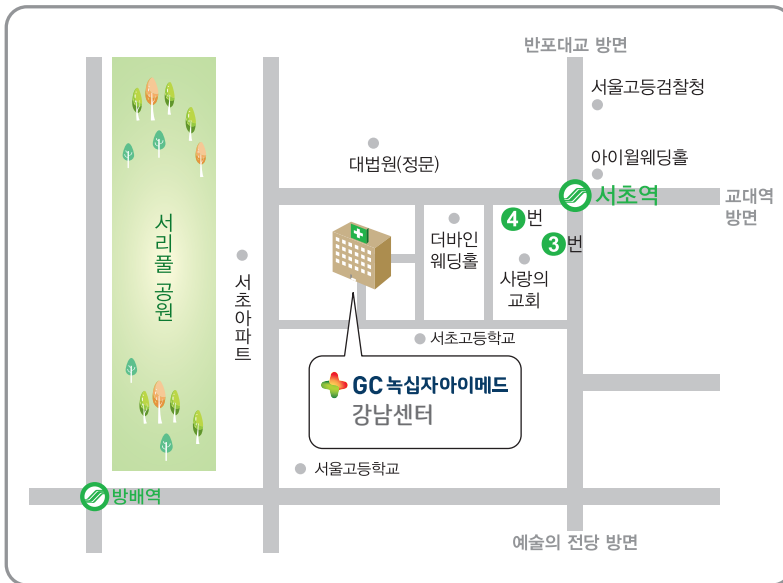 반포대교 방면
서울고등검찰청
대법원(정문)
아이윌웨딩홀
서초역
교대역
방면
4번
3번
더바인
웨딩홀
사랑의
교회
서리풀 공원
서초아파트
서초고등학교
GC 녹십자아이메드
강남센터
서울고등학교
방배역
예술의 전당 방면